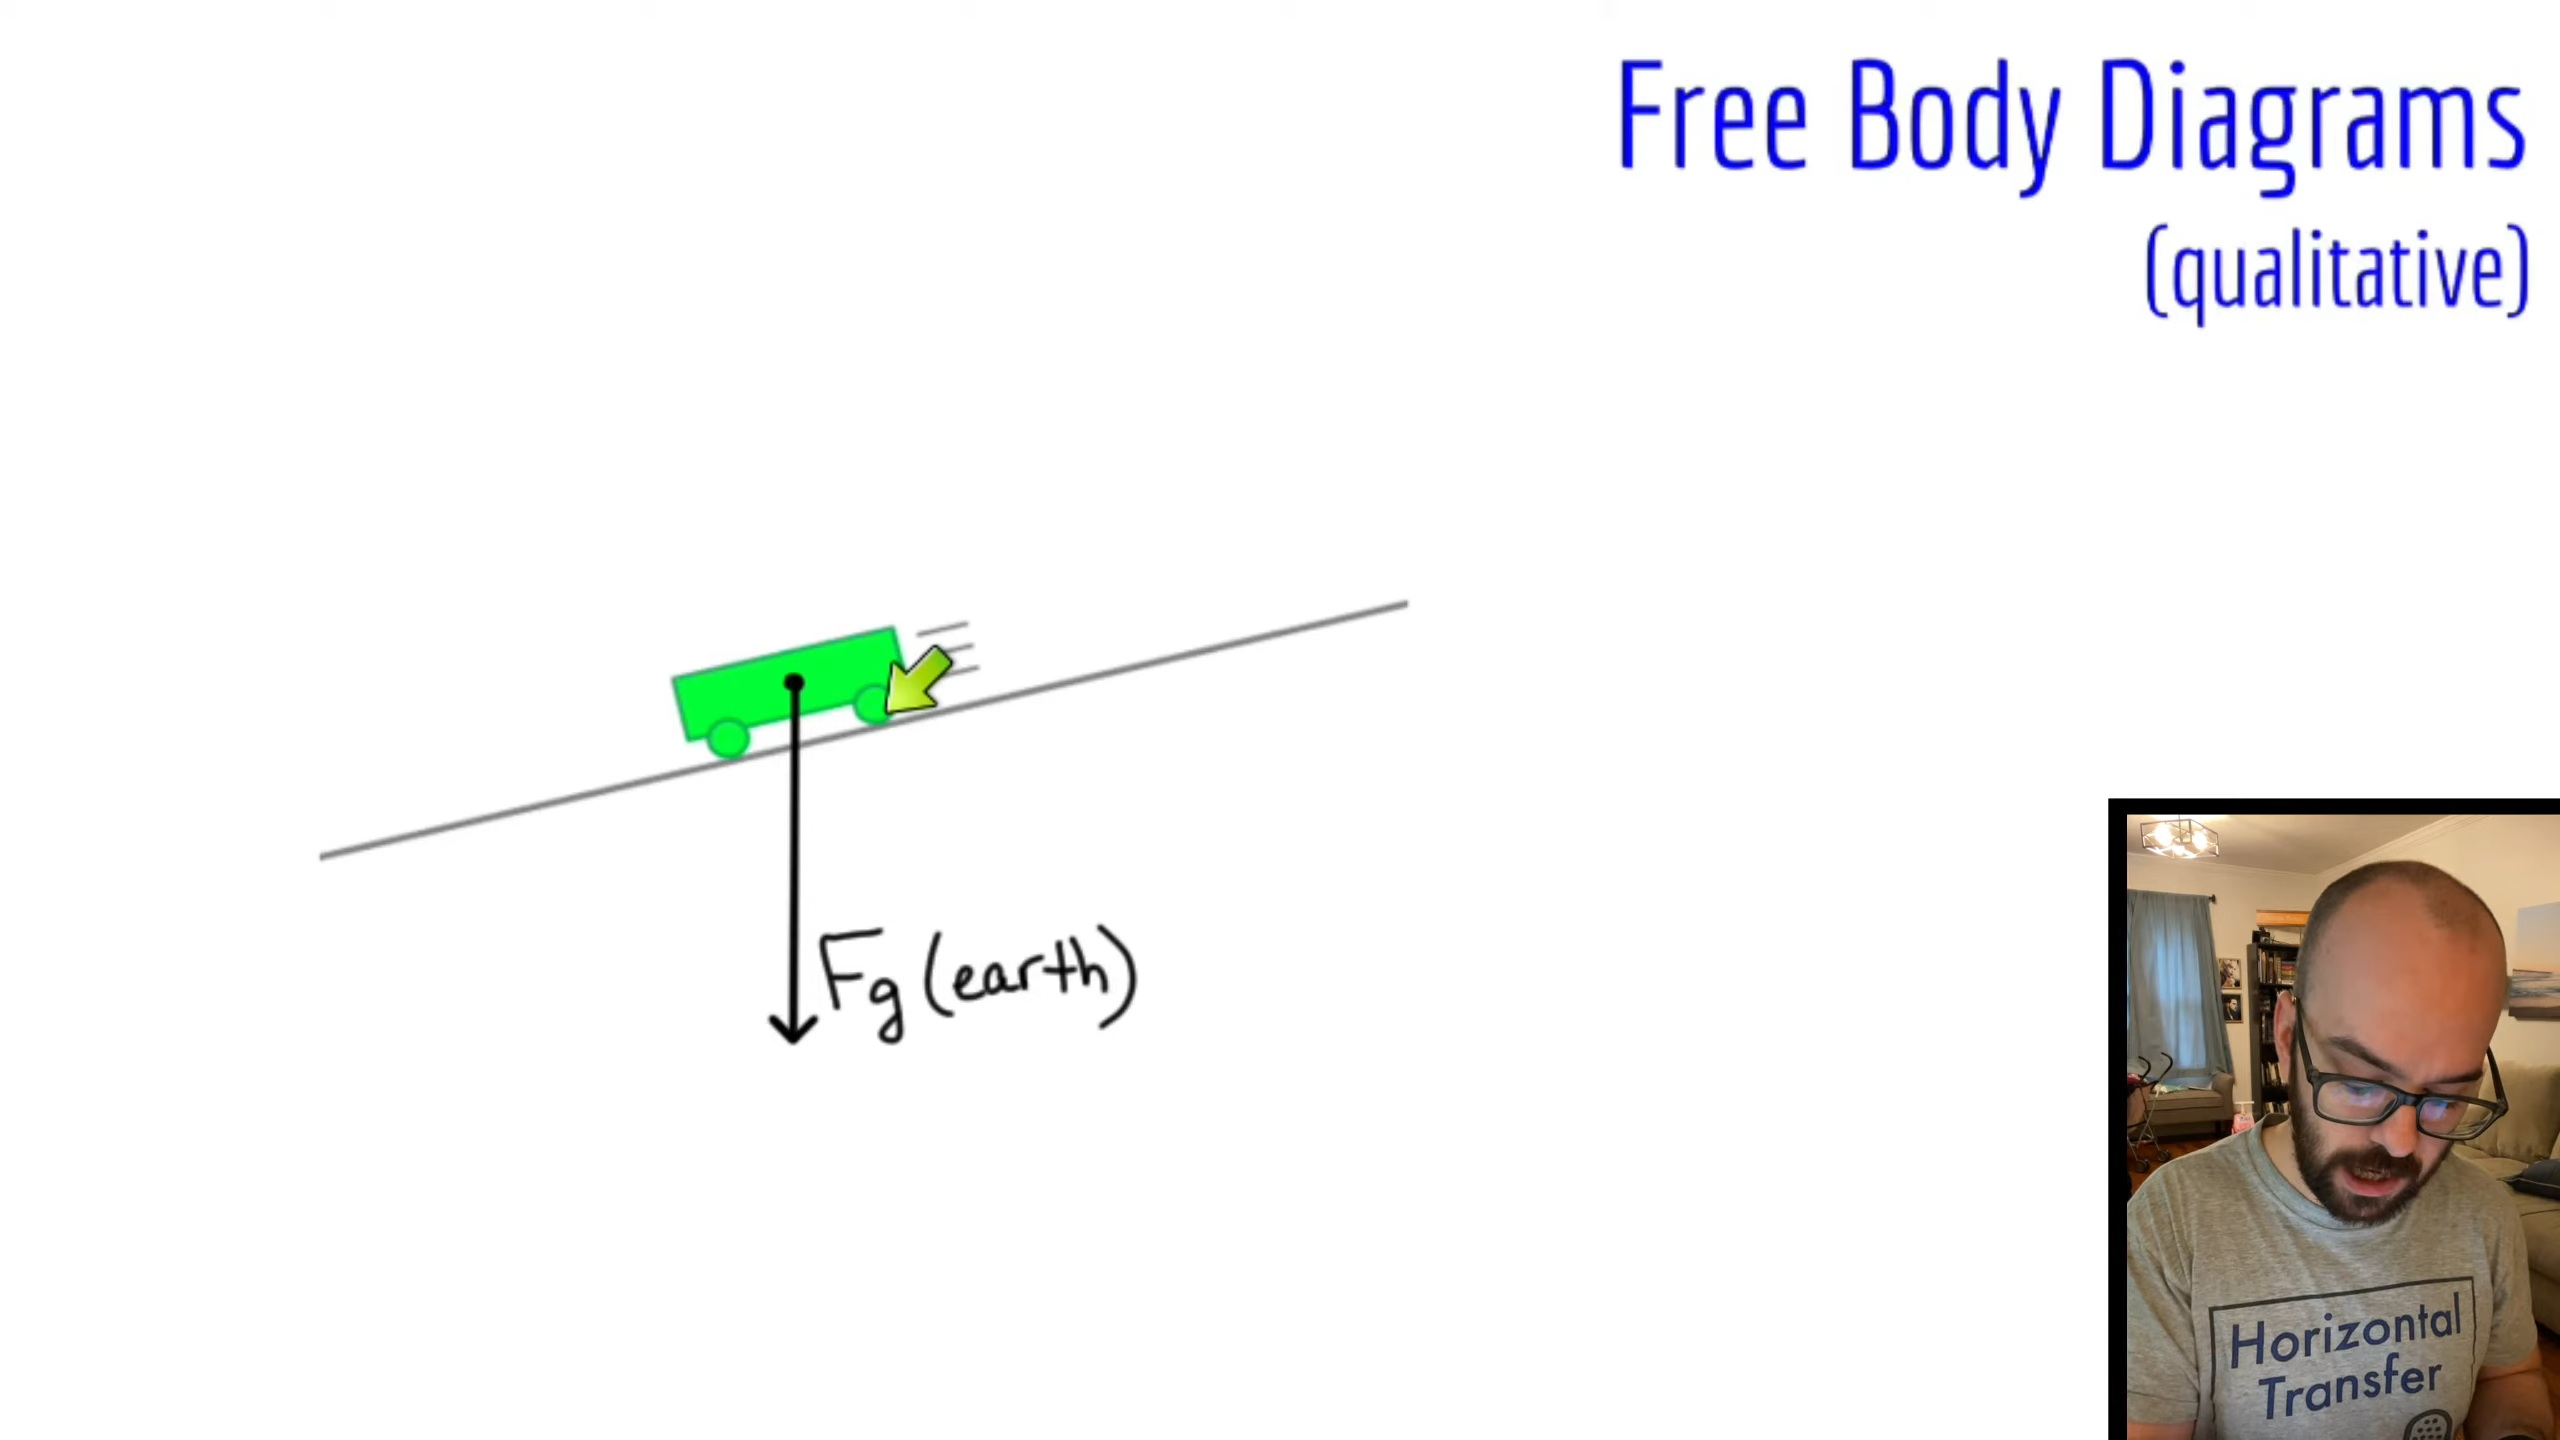 Free Body Diagrams
(qualitative)
Fg (earth)
Horizontal
Transfer